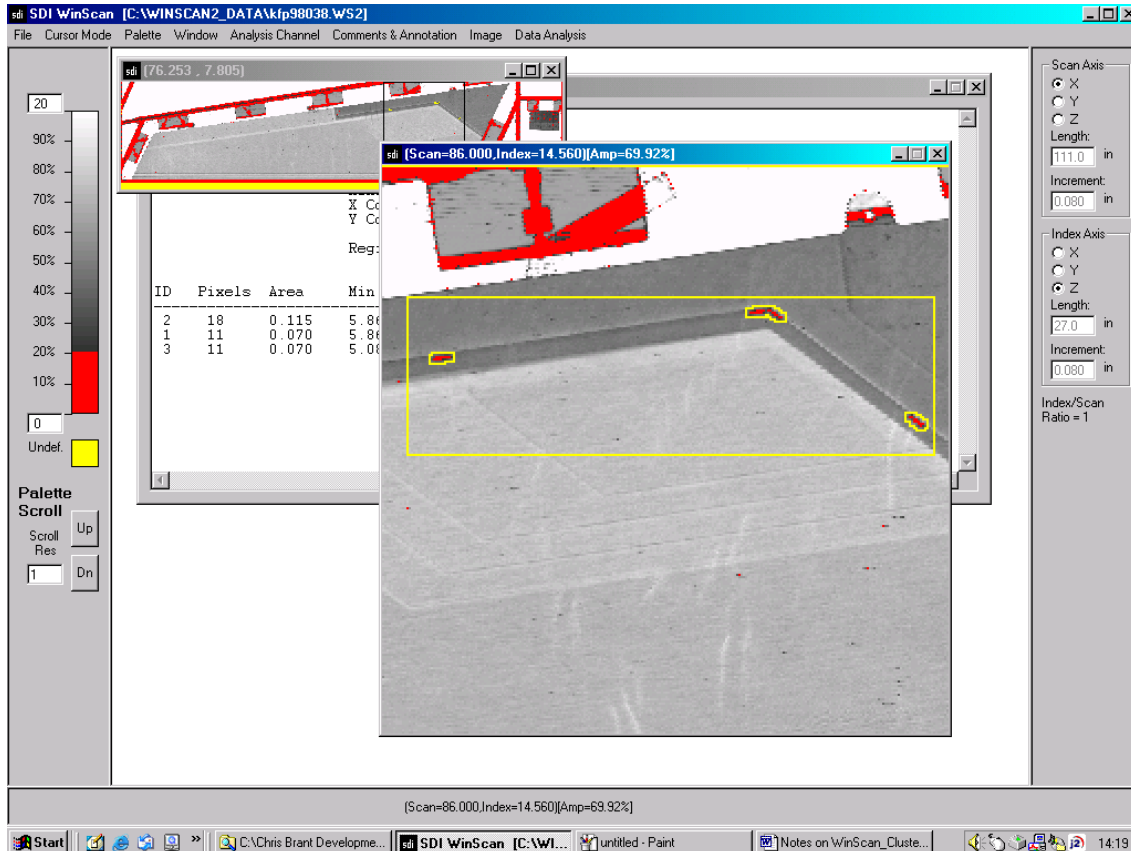 sdi SDI WinScan [C:\WINSCAN2_DATA\kfp98038.WS2]
File Cursor Mode Palette Window Analysis Channel Comments & Annotation Image Data Analysis
20
90%
80%
70%
60%
50%
40%
30%
20%
10%
0
Undef.
Palette
Scroll
Scroll
Res
Up
1
Dn
sdi (76.253 , 7.805)
X Co
Y Co
Reg:
ID Pixels Area Min
2 18 0.115 5.86
1 11 0.070 5.86
3 11 0.070 5.08
sdi (Scan=86.000,Index=14.560)[Amp=69.92%]
Scan Axis
X
Y
Z
Length:
111.0 in
Increment:
0.080 in
Index Axis
X
Y
Z
Length:
27.0 in
Increment:
0.080 in
Index/Scan
Ratio = 1
(Scan=86.000,Index=14.560)[Amp=69.92%]
Start » C:\Chris Brant Developme... sdi SDI WinScan [C:\WI... untitled - Paint Notes on WinScan_Cluste... 14:19